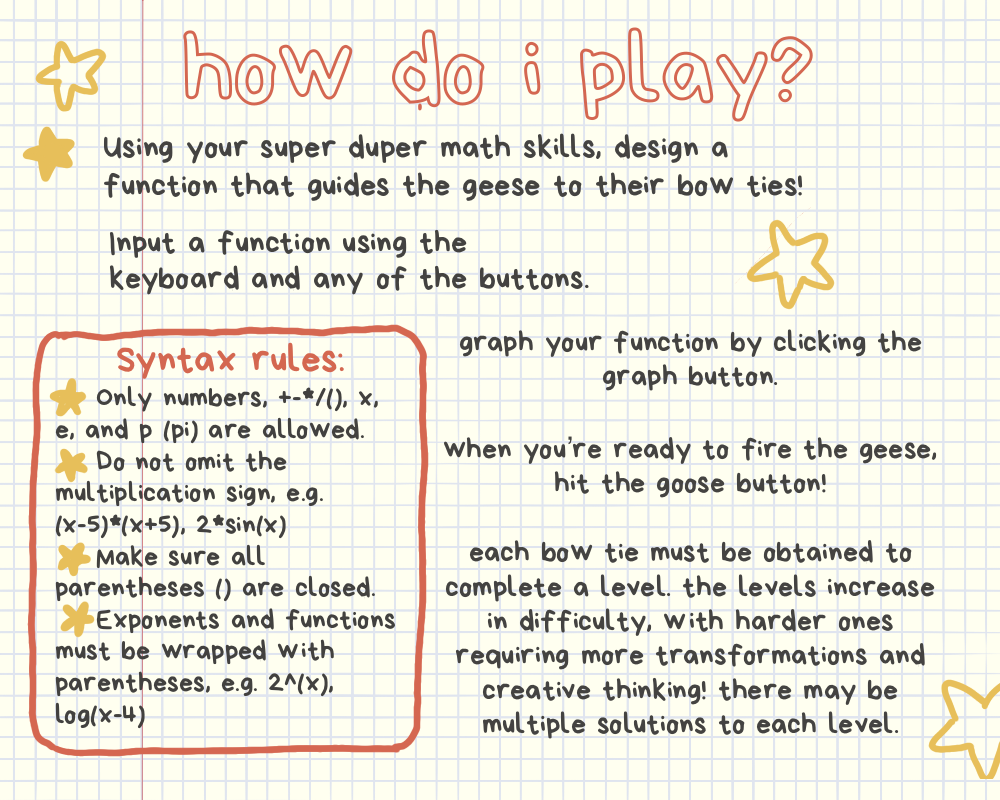 how do i play?
Using your super duper math skills, design a
function that guides the geese to their bow ties!
Input a function using the
keyboard and any of the buttons.
Syntax rules:
Only numbers, +-*/(), x,
e, and p (pi) are allowed.
Do not omit the
multiplication sign, e.g.
(x-5)*(x+5), 2*sin(x)
Make sure all
parentheses () are closed.
Exponents and functions
must be wrapped with
parentheses, e.g. 2^(x),
log(x-4)
graph your function by clicking the
graph button.
when you're ready to fire the geese,
hit the goose button!
each bow tie must be obtained to
complete a level. the levels increase
in difficulty, with harder ones
requiring more transformations and
creative thinking! there may be
multiple solutions to each level.